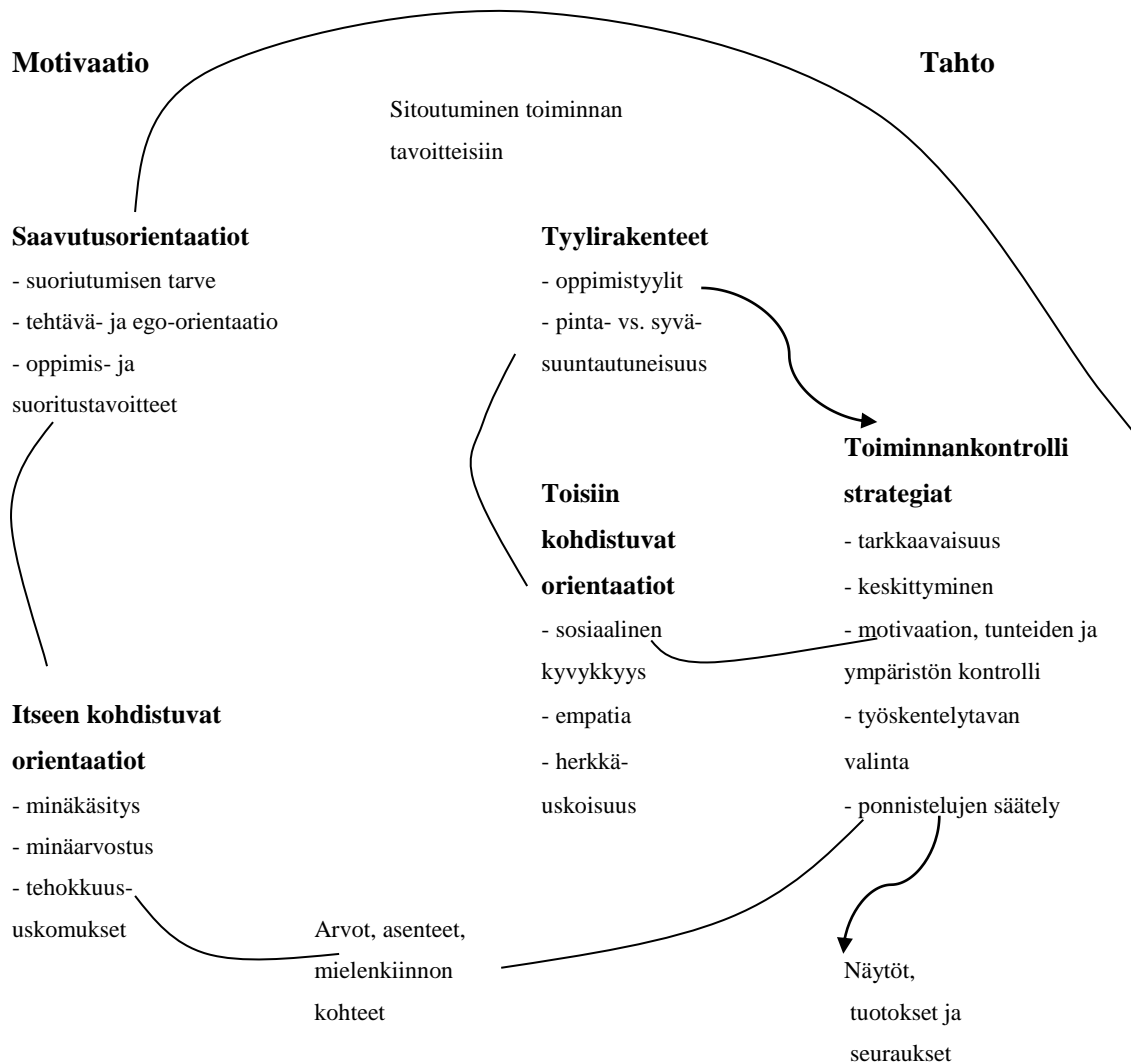 Motivaatio
Tahto
Sitoutuminen toiminnan
tavoitteisiin
Saavutusorientaatiot
- suoriutumisen tarve
- tehtävä- ja ego-orientaatio
- oppimis- ja
suoritustavoitteet
Tyylirakenteet
- oppimistyylit
- pinta- vs. syvä-
suuntautuneisuus
Toisiin
kohdistuvat
orientaatiot
- sosiaalinen
kyvykkyys
- empatia
- herkkä-
uskoisuus
Toiminnankontrolli
strategiat
- tarkkaavaisuus
- keskittyminen
- motivaation, tunteiden ja
ympäristön kontrolli
- työskentelytavan
valinta
- ponnistelujen säätely
Itseen kohdistuvat
orientaatiot
- minäkäsitys
- minäarvostus
- tehokkuus-
uskomukset
Arvot, asenteet,
mielenkiinnon
kohteet
Näytöt,
tuotokset ja
seuraukset